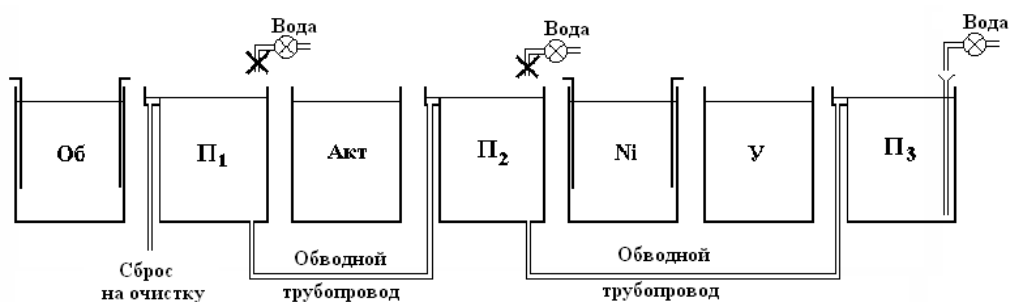 Вода
Вода
Вода
Об
П₁
Акт
П₂
Ni
У
П₃
Сброс
на очистку
Обводной
трубопровод
Обводной
трубопровод